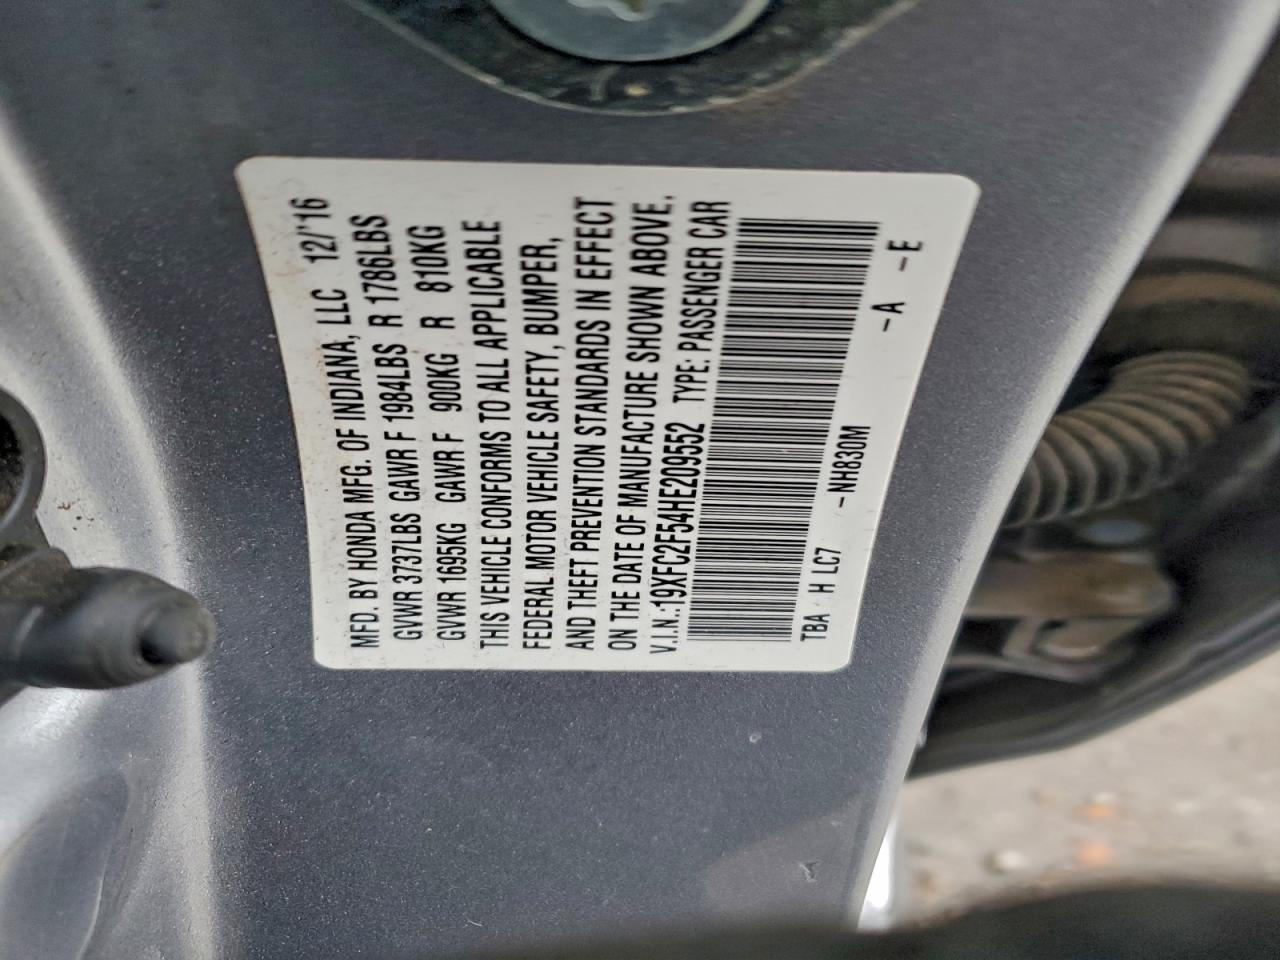 MFD. BY HONDA MFG. OF INDIANA, LLC 12/'16
GVWR 3737LBS GAWR F 1984LBS R 1786LBS
GVWR 1695KG GAWR F 900KG R 810KG
THIS VEHICLE CONFORMS TO ALL APPLICABLE
FEDERAL MOTOR VEHICLE SAFETY, BUMPER,
AND THEFT PREVENTION STANDARDS IN EFFECT
ON THE DATE OF MANUFACTURE SHOWN ABOVE.
V.I.N.:19XFC2F54HE209552 TYPE: PASSENGER CAR
TBA H LC7 -NH830M -A -E